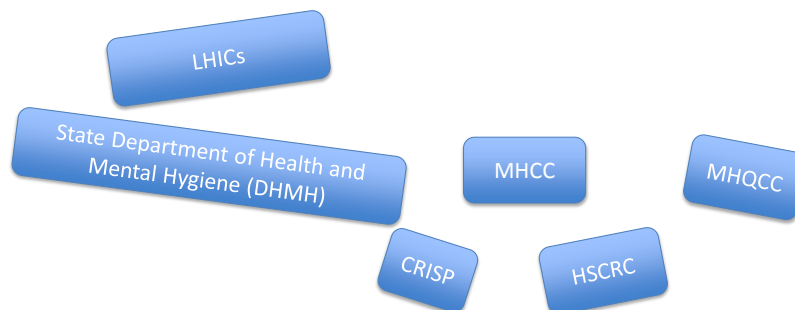 LHICs
State Department of Health and
Mental Hygiene (DHMH)
MHCC
MHQCC
CRISP
HSCRC